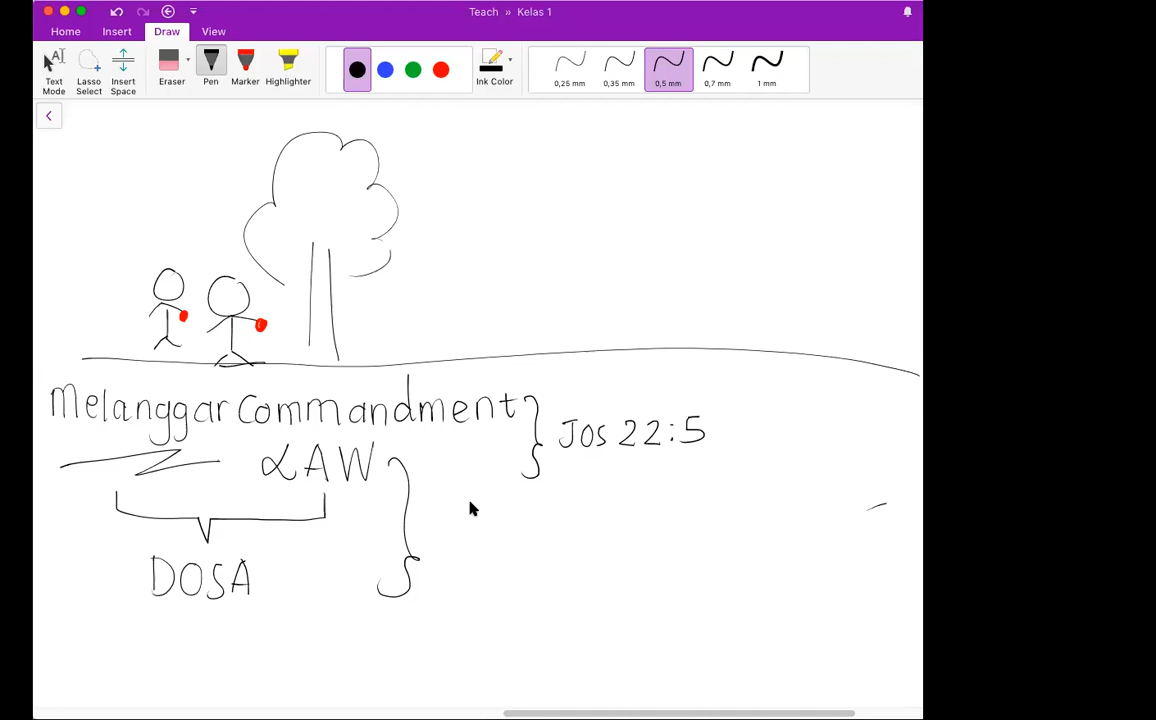 Teach » Kelas 1
Home Insert Draw View
Text Mode Lasso Select Insert Space Eraser Pen Marker Highlighter Ink Color 0,25 mm 0,35 mm 0,5 mm 0,7 mm 1 mm
Melanggar Commandment
Jos 22:5
LAW
DOSA